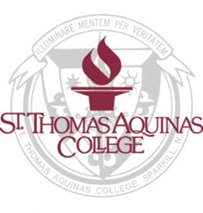 ILLUMINARE MENTEM PER VERITATEM
ST. THOMAS AQUINAS
COLLEGE
ST. THOMAS AQUINAS COLLEGE, SPARKILL, N.